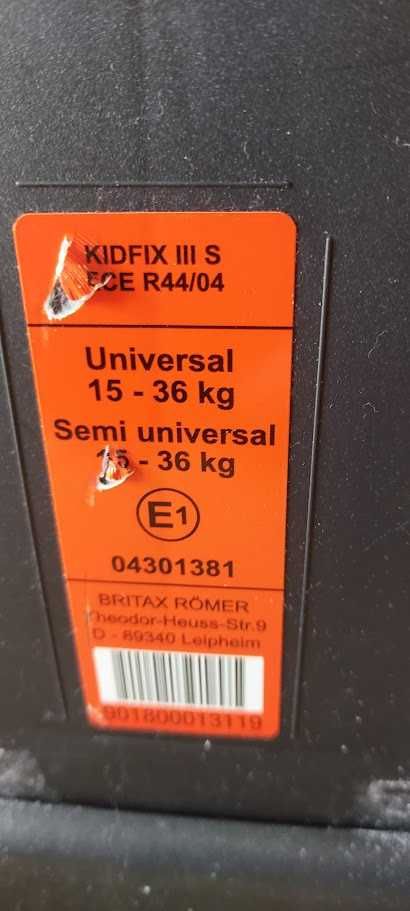 KIDFIX III S
ECE R44/04
Universal
15 - 36 kg
Semi universal
15 - 36 kg
E1
04301381
BRITAX RÖMER
Theodor-Heuss-Str.9
D - 89340 Leipheim
901800013119